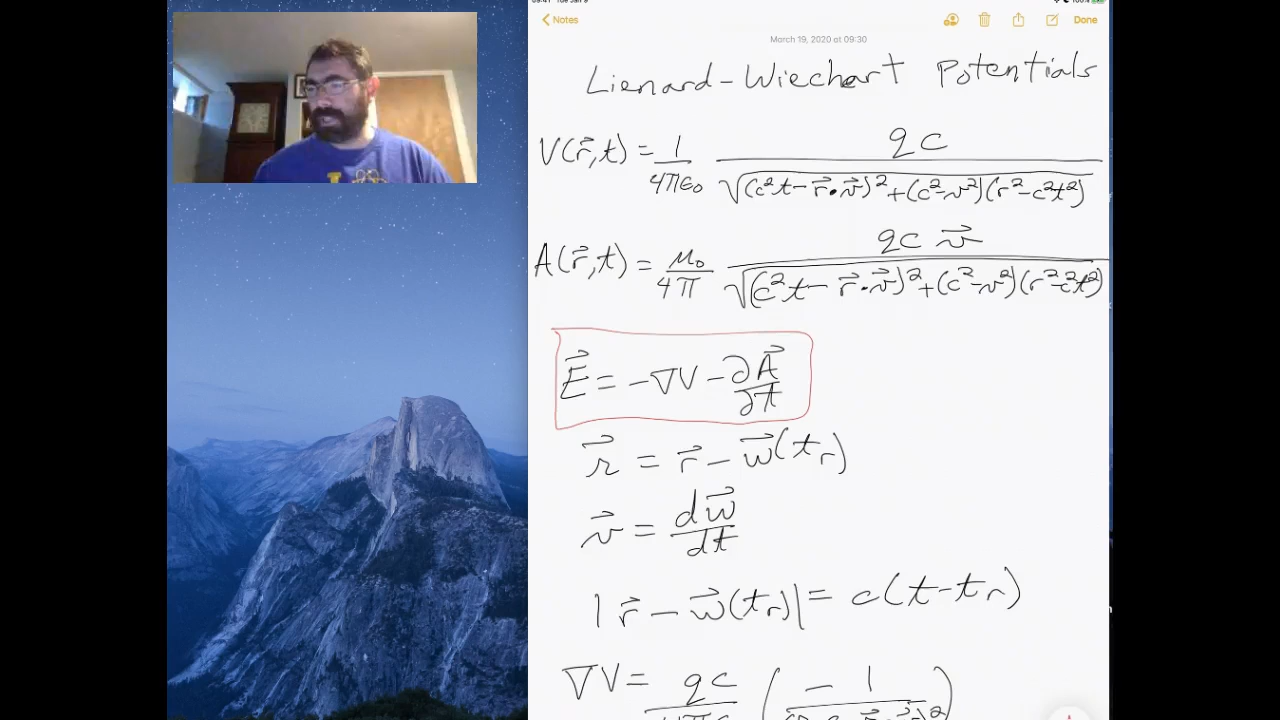 Notes
Done
March 19, 2020 at 09:30
Lienard-Wiechert Potentials
V(r⃗,t) = 1/(4πϵ₀) qc/√((c²t - r⃗·v⃗)² + (c²-v²)(r²-c²t²))
A(r⃗,t) = μ₀/(4π) qc v⃗/√((c²t - r⃗·v⃗)² + (c²-v²)(r²-c²t²))
E⃗ = -∇V - ∂A⃗/∂t
r⃗ = r⃗ - w⃗(tᵣ)
v⃗ = dw⃗/dt
|r⃗ - w⃗(tᵣ)| = c(t-tᵣ)
∇V = qc